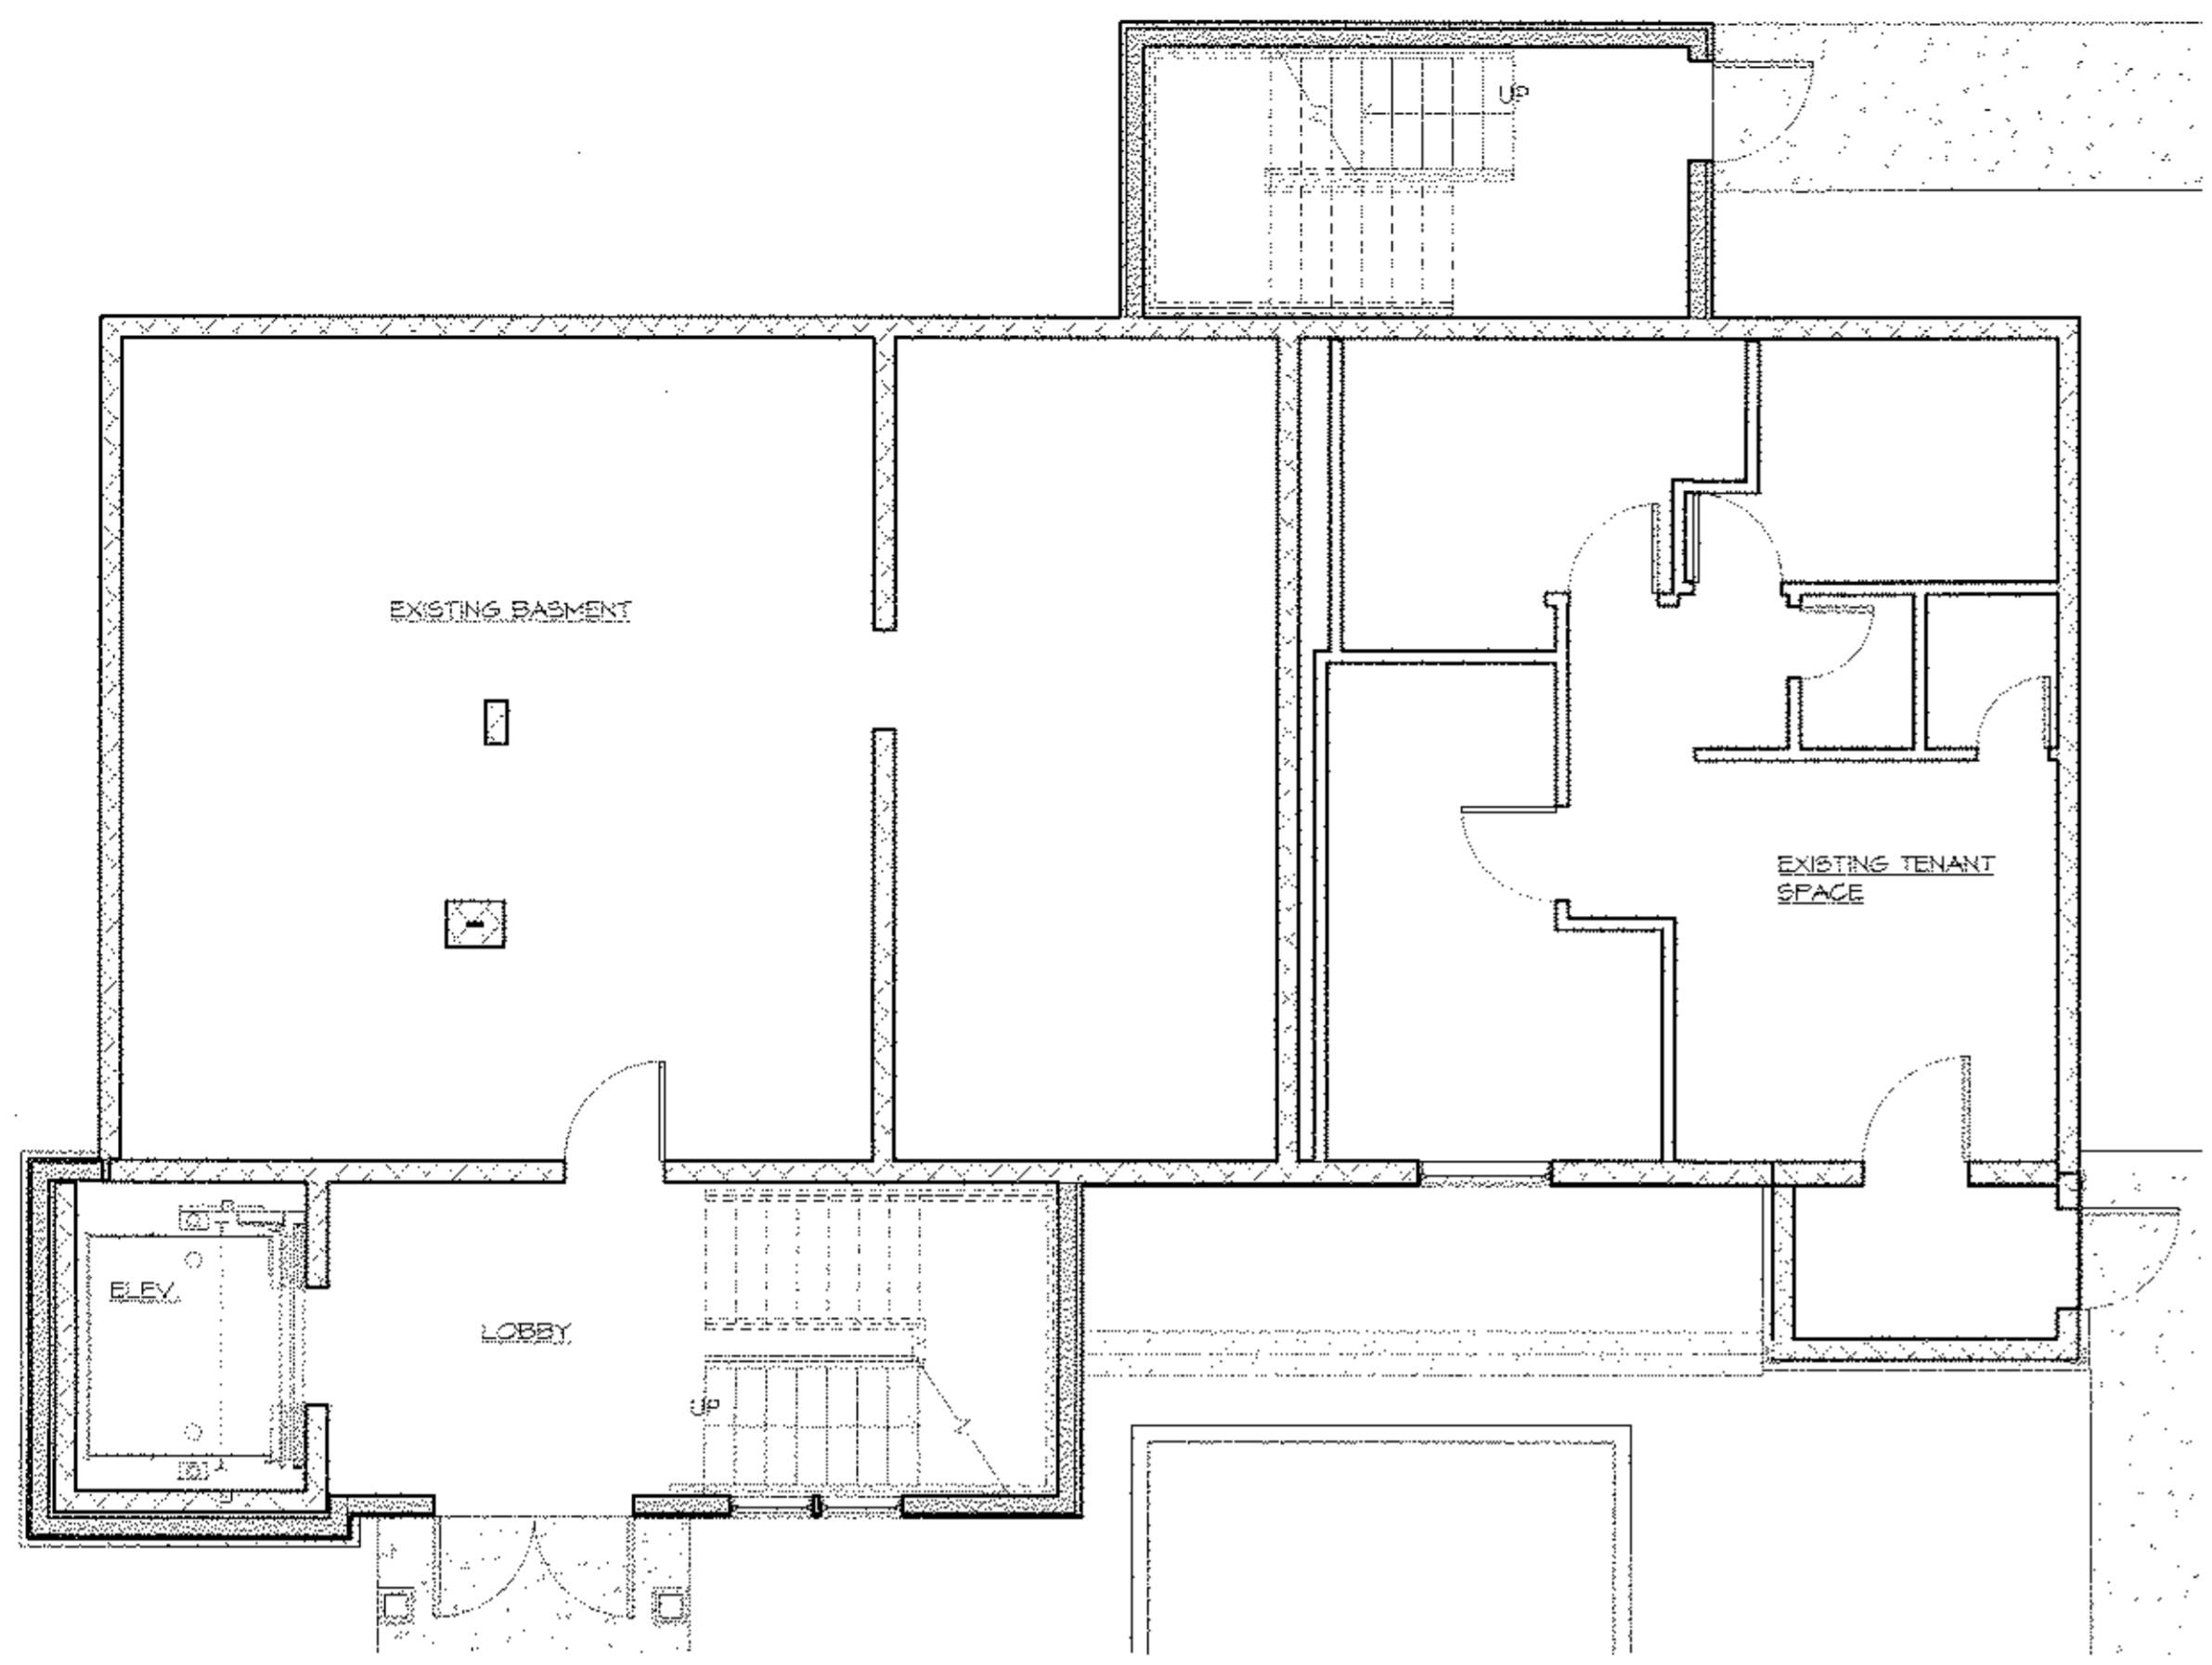 UP
EXISTING BASMENT
EXISTING TENANT
SPACE
ELEV.
LOBBY
UP